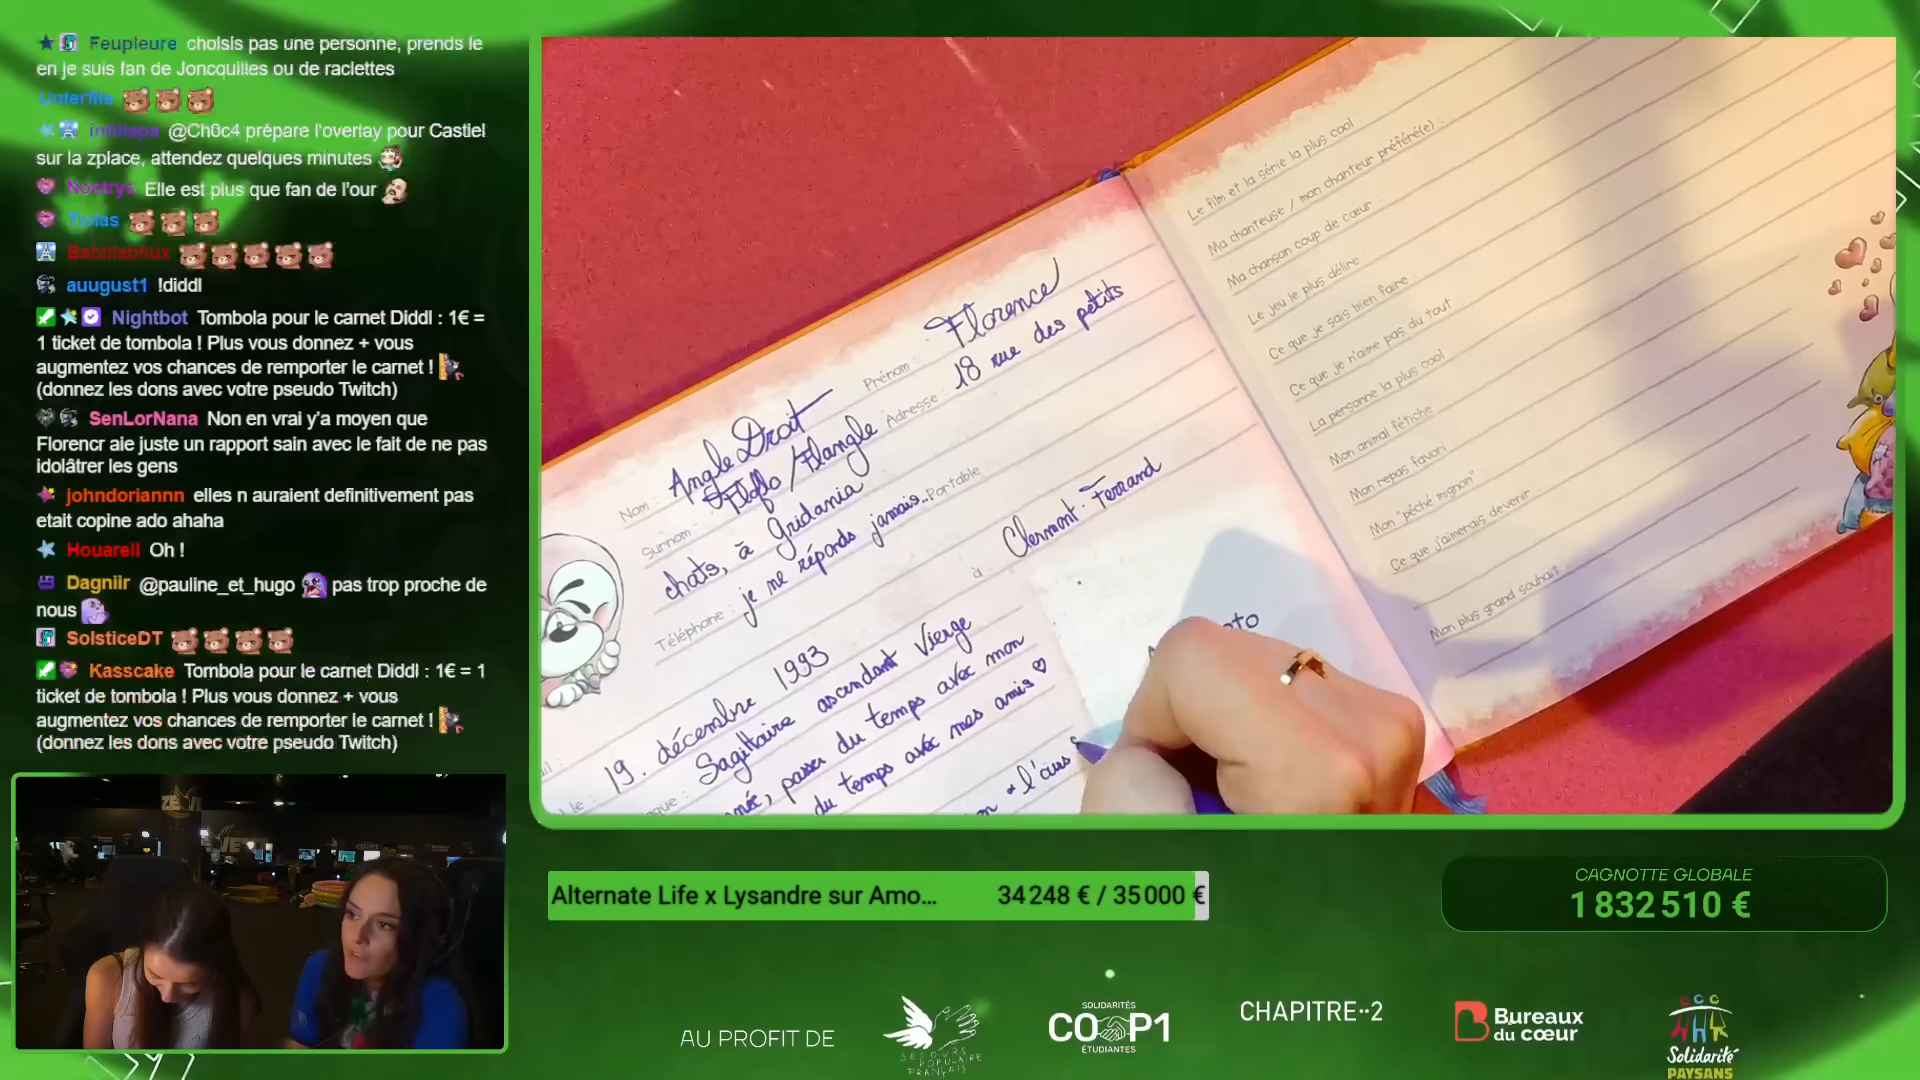 Feupleure choisis pas une personne, prends le
en je suis fan de Joncquilles ou de raclettes
Unterfile
initilapa @Ch0c4 prépare l'overlay pour Castiel
sur la zplace, attendez quelques minutes
Noctrya Elle est plus que fan de l'our
Tiolas
Babillabilux
auugust1 !diddl
Nightbot Tombola pour le carnet Diddl : 1€ =
1 ticket de tombola ! Plus vous donnez + vous
augmentez vos chances de remporter le carnet !
(donnez les dons avec votre pseudo Twitch)
SenLorNana Non en vrai y'a moyen que
Florencr aie juste un rapport sain avec le fait de ne pas
idolâtrer les gens
johndoriannn elles n auraient definitivement pas
etait copine ado ahaha
Houareil Oh !
Dagniir @pauline_et_hugo pas trop proche de
nous
SolsticeDT
Kasscake Tombola pour le carnet Diddl : 1€ = 1
ticket de tombola ! Plus vous donnez + vous
augmentez vos chances de remporter le carnet !
(donnez les dons avec votre pseudo Twitch)
Nom : Angle Droit Prénom : Florence
Surnom : Floflo / Flangle Adresse : 18 rue des petits
chats, à Gridania
Téléphone : je ne réponds jamais.. Portable :
19. décembre 1993 à : Clermont-Ferrand
Sagittaire ascendant Vierge
passer du temps avec mon
du temps avec mes amis ♡
l'ours
Le film et la série la plus cool :
Ma chanteuse / mon chanteur préféré(e) :
Ma chanson coup de cœur :
Le jeu le plus délire
Ce que je sais bien faire :
Ce que je n'aime pas du tout
La personne la plus cool
Mon animal fétiche
Mon repas favori
Mon "péché mignon"
Ce que j'aimerais devenir
Mon plus grand souhait
Alternate Life x Lysandre sur Amo... 34 248 € / 35 000 €
CAGNOTTE GLOBALE
1 832 510 €
AU PROFIT DE
SECOURS
POPULAIRE
FRANÇAIS
SOLIDARITÉS
CO P1
ÉTUDIANTES
CHAPITRE··2
Bureaux
du cœur
Solidarité
PAYSANS